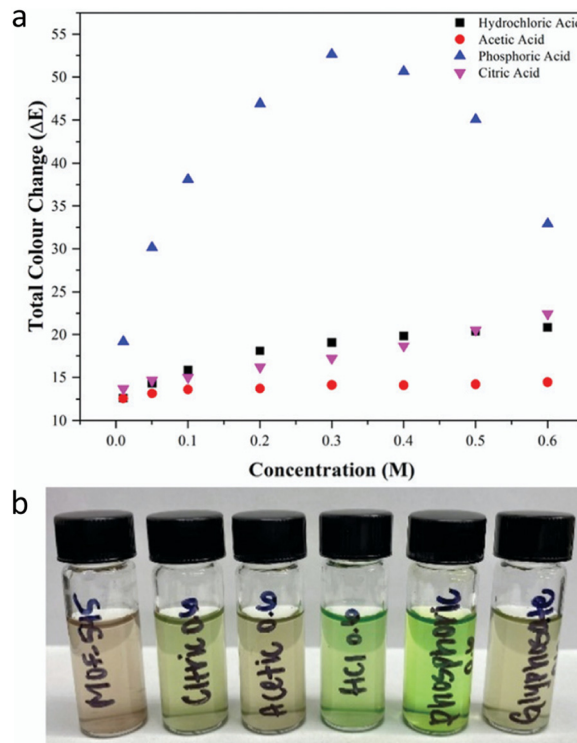 a
Hydrochloric Acid
Acetic Acid
Phosphoric Acid
Citric Acid
Total Colour Change (ΔE)
55
50
45
40
35
30
25
20
15
10
0.0 0.1 0.2 0.3 0.4 0.5 0.6
Concentration (M)
b
MOF-545
Citric 0.6
Acetic 0.6
HCl 0.6
Phosphoric
Glyphosate